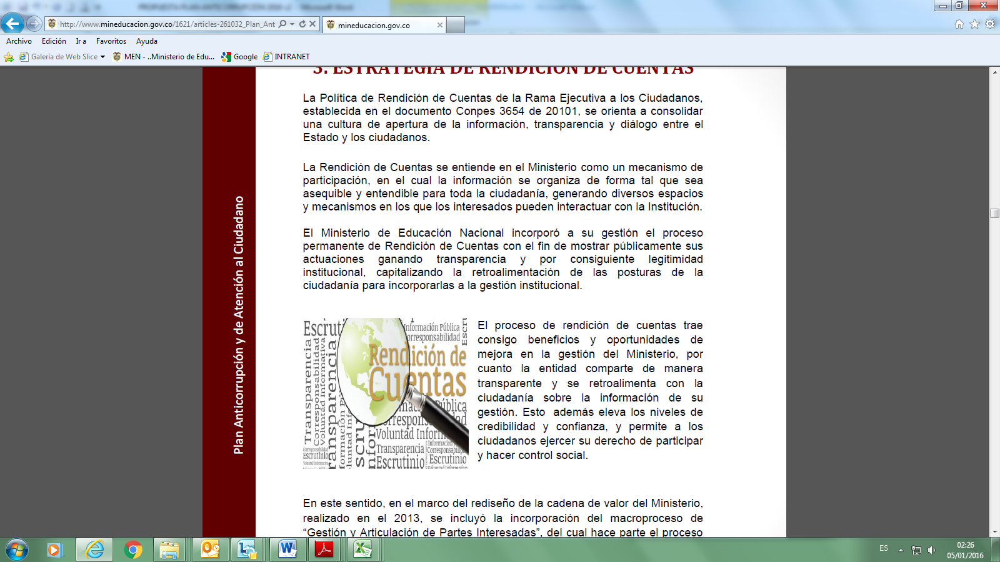 http://www.mineducacion.gov.co/1621/articles-261032_Plan_Ant
mineducacion.gov.co
Archivo Edición Ir a Favoritos Ayuda
Galería de Web Slice MEN - ..Ministerio de Edu... Google INTRANET
3. ESTRATEGIA DE RENDICIÓN DE CUENTAS
La Política de Rendición de Cuentas de la Rama Ejecutiva a los Ciudadanos,
establecida en el documento Conpes 3654 de 20101, se orienta a consolidar
una cultura de apertura de la información, transparencia y diálogo entre el
Estado y los ciudadanos.
La Rendición de Cuentas se entiende en el Ministerio como un mecanismo de
participación, en el cual la información se organiza de forma tal que sea
asequible y entendible para toda la ciudadanía, generando diversos espacios
y mecanismos en los que los interesados pueden interactuar con la Institución.
El Ministerio de Educación Nacional incorporó a su gestión el proceso
permanente de Rendición de Cuentas con el fin de mostrar públicamente sus
actuaciones ganando transparencia y por consiguiente legitimidad
institucional, capitalizando la retroalimentación de las posturas de la
ciudadanía para incorporarlas a la gestión institucional.
Plan Anticorrupción y de Atención al Ciudadano
Escruti
Información Pública
orresponsabilidad
Escru
Transparencia
Corresponsabilidad
Voluntad Informativa
ransparencia
Rendición de
Cuentas
Pública
Voluntad Inform
Transparencia
Corresponsabilidad
Escrutinio
Escrutinio
Escrutinio
El proceso de rendición de cuentas trae
consigo beneficios y oportunidades de
mejora en la gestión del Ministerio, por
cuanto la entidad comparte de manera
transparente y se retroalimenta con la
ciudadanía sobre la información de su
gestión. Esto además eleva los niveles de
credibilidad y confianza, y permite a los
ciudadanos ejercer su derecho de participar
y hacer control social.
En este sentido, en el marco del rediseño de la cadena de valor del Ministerio,
realizado en el 2013, se incluyó la incorporación del macroproceso de
“Gestión y Articulación de Partes Interesadas”, del cual hace parte el proceso
ES
02:26
05/01/2016